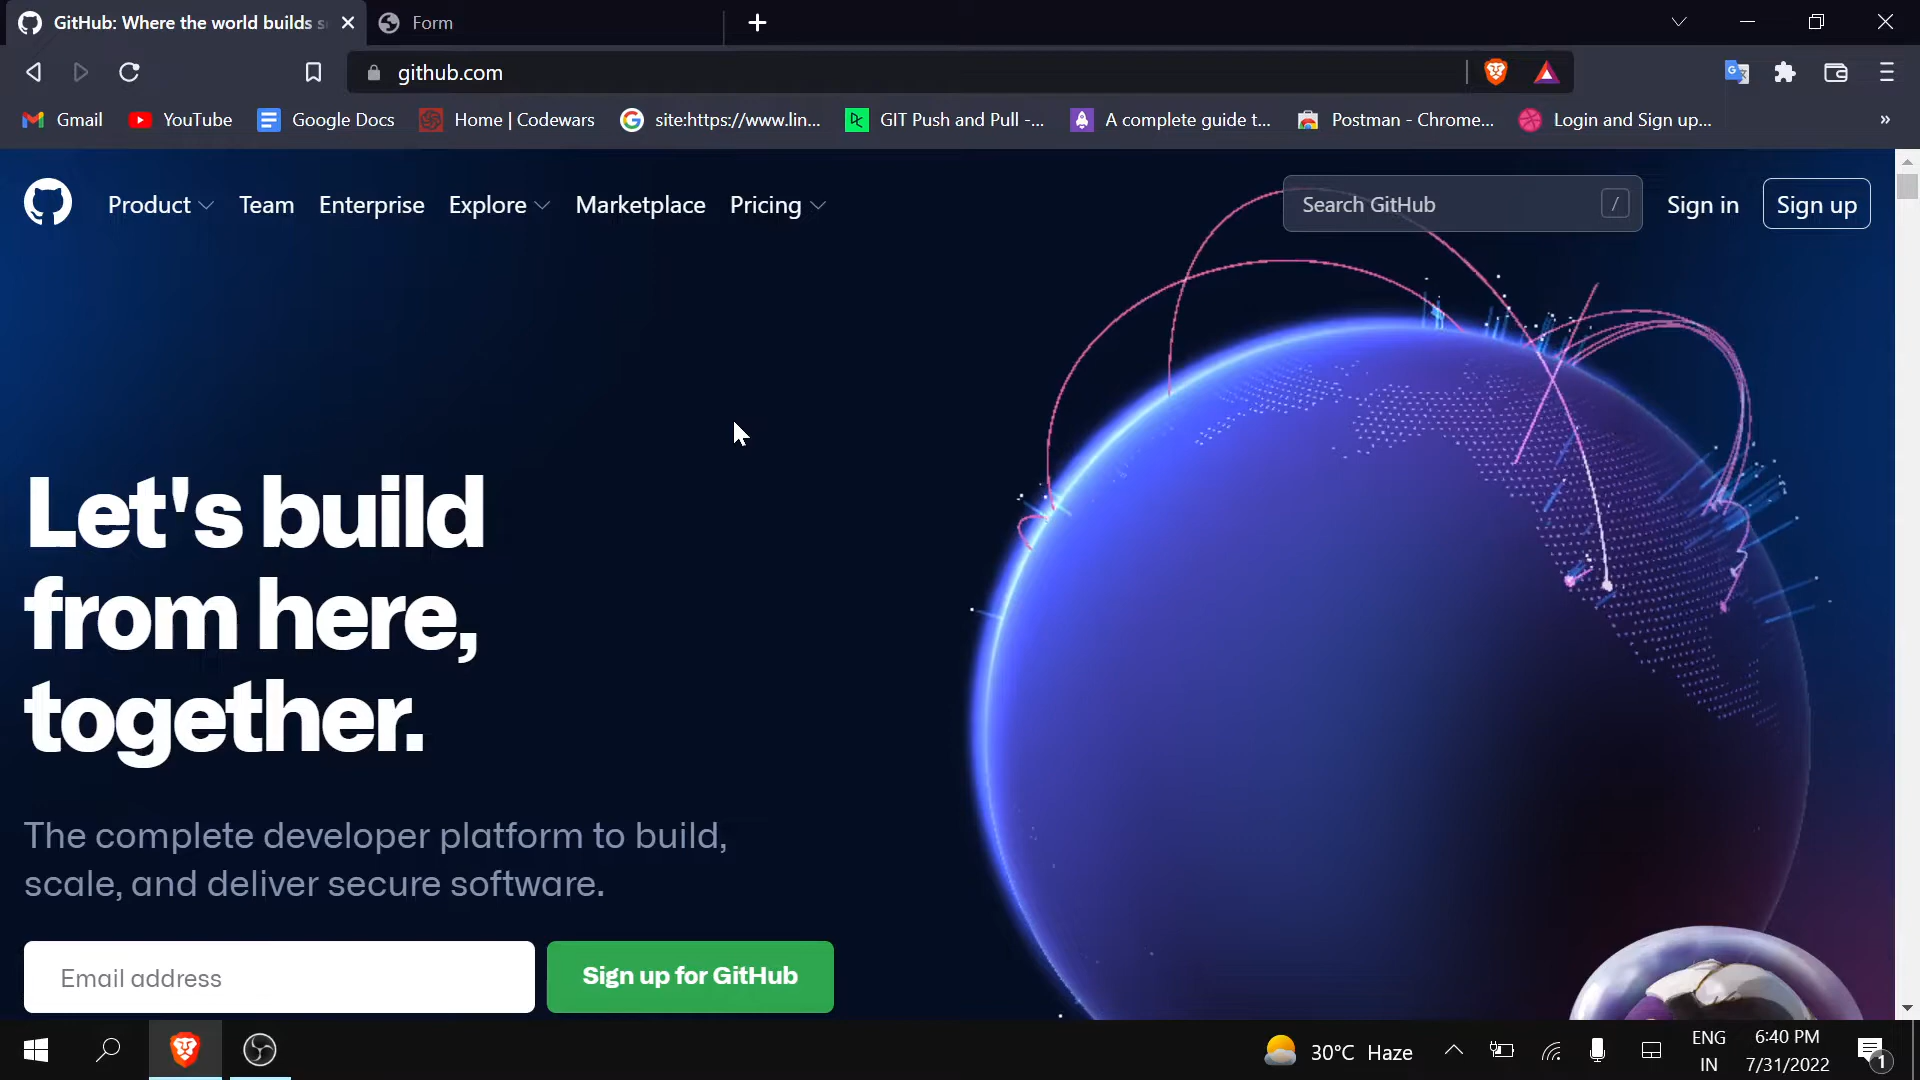 GitHub: Where the world builds s
Form
github.com
Gmail
YouTube
Google Docs
Home | Codewars
site:https://www.lin...
GIT Push and Pull -...
A complete guide t...
Postman - Chrome...
Login and Sign up...
»
Product
Team
Enterprise
Explore
Marketplace
Pricing
Search GitHub
/
Sign in
Sign up
Let's build
from here,
together.
The complete developer platform to build,
scale, and deliver secure software.
Email address
Sign up for GitHub
30°C Haze
ENG
IN
6:40 PM
7/31/2022
1